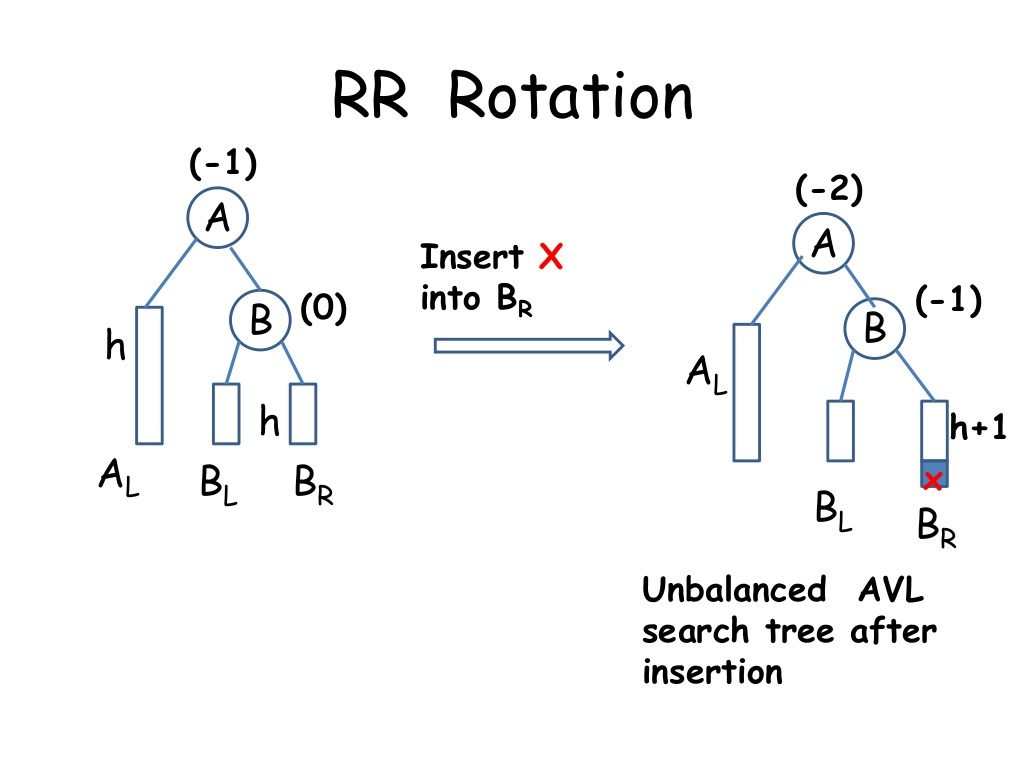 RR Rotation
(-1)
A
h
B
(0)
h
A_L
B_L
B_R
Insert X
into B_R
(-2)
A
(-1)
B
A_L
h+1
x
B_L
B_R
Unbalanced AVL
search tree after
insertion